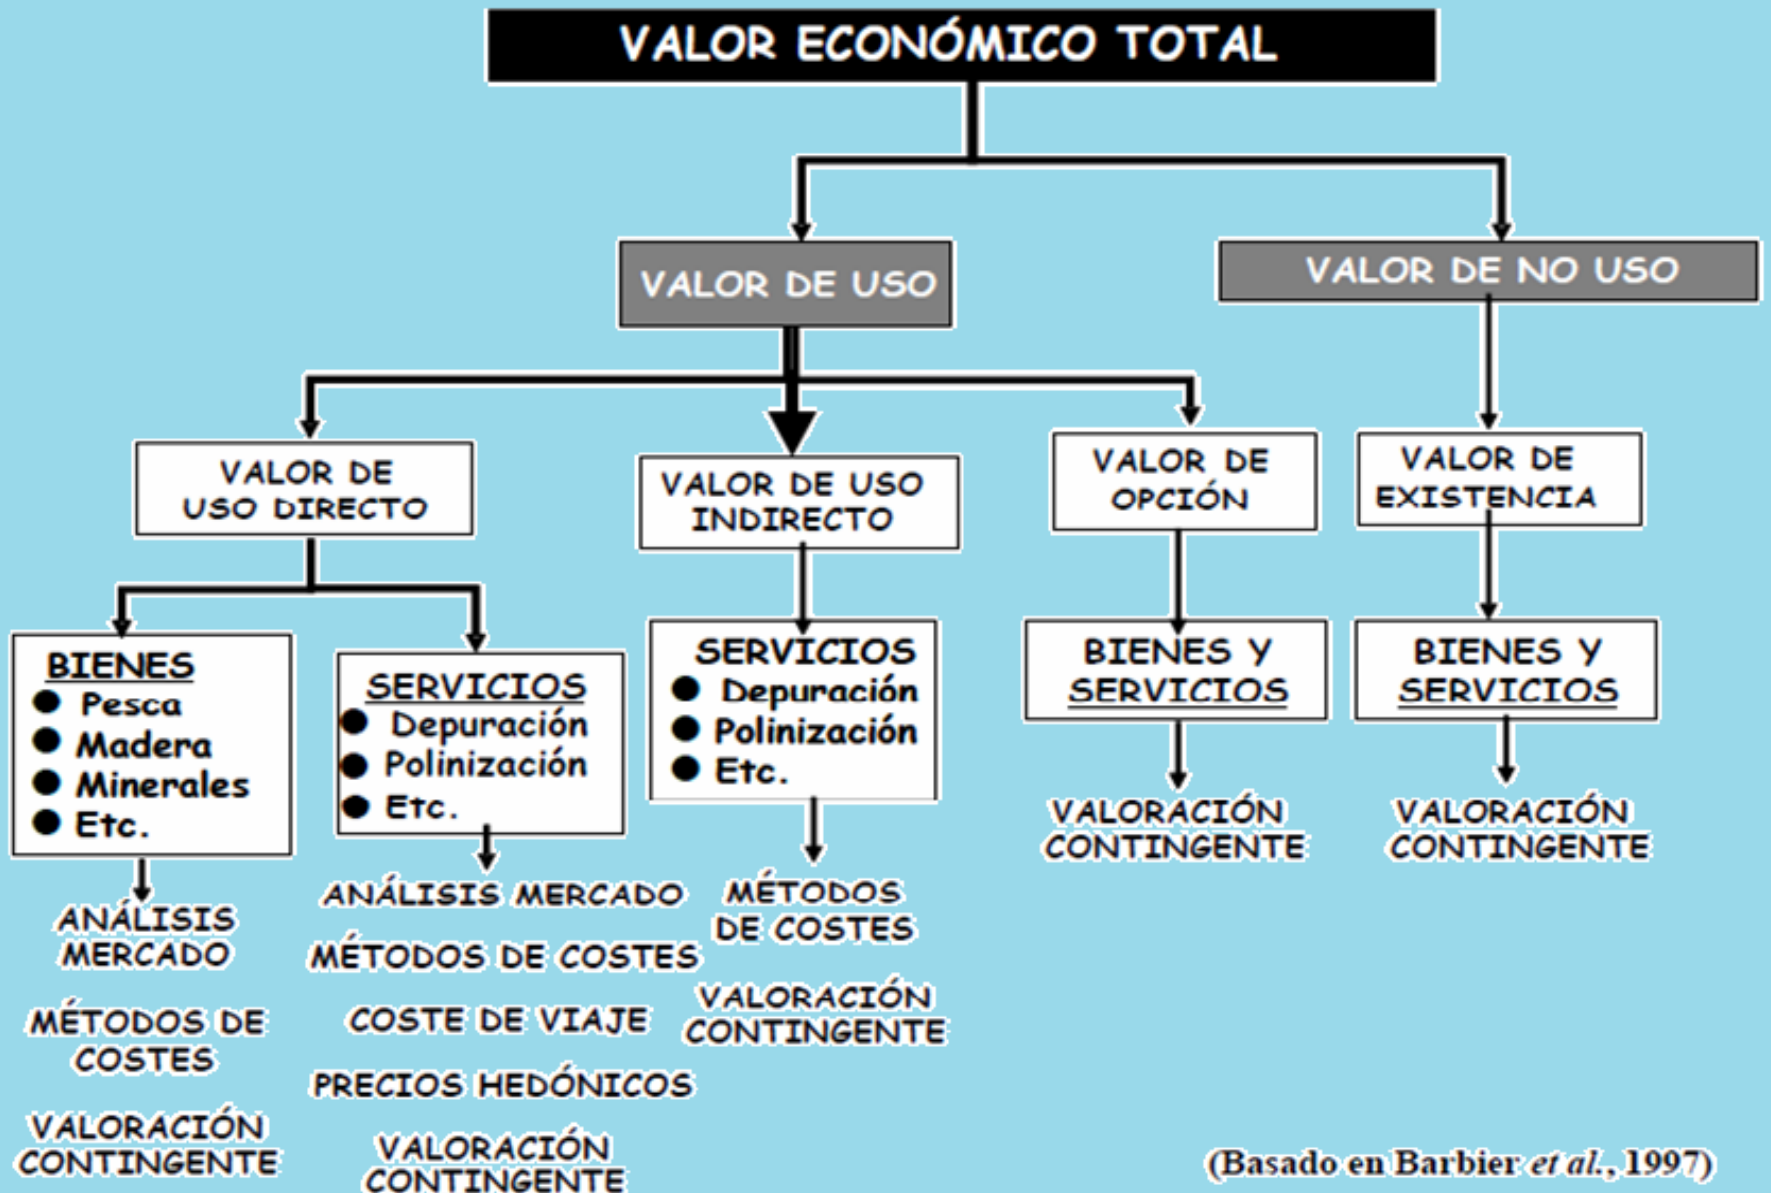 VALOR ECONÓMICO TOTAL
VALOR DE USO
VALOR DE NO USO
VALOR DE
USO DIRECTO
VALOR DE USO
INDIRECTO
VALOR DE
OPCIÓN
VALOR DE
EXISTENCIA
BIENES
● Pesca
● Madera
● Minerales
● Etc.
SERVICIOS
● Depuración
● Polinización
● Etc.
SERVICIOS
● Depuración
● Polinización
● Etc.
BIENES Y
SERVICIOS
BIENES Y
SERVICIOS
ANÁLISIS
MERCADO
MÉTODOS DE
COSTES
VALORACIÓN
CONTINGENTE
ANÁLISIS MERCADO
MÉTODOS DE COSTES
COSTE DE VIAJE
PRECIOS HEDÓNICOS
VALORACIÓN
CONTINGENTE
MÉTODOS
DE COSTES
VALORACIÓN
CONTINGENTE
VALORACIÓN
CONTINGENTE
VALORACIÓN
CONTINGENTE
(Basado en Barbier et al., 1997)